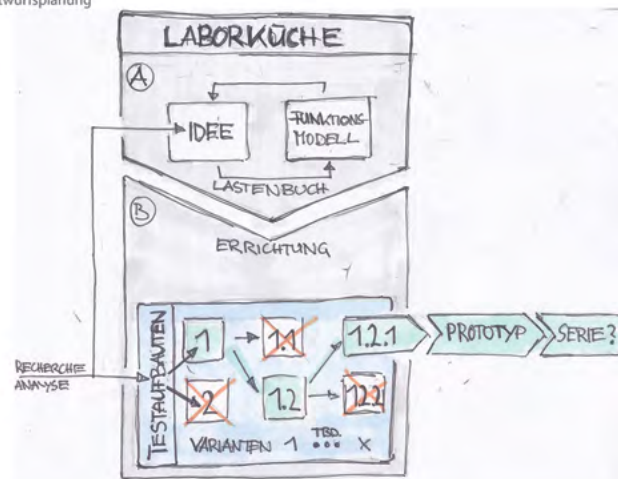 LABORKÜCHE
A
IDEE
FUNKTIONS
MODELL
LASTENBUCH
B
ERRICHTUNG
TESTAUFBAUTEN
1
1.1
1.2.1
PROTOTYP
SERIE?
RECHERCHE
ANALYSE
2
1.2
1.2.2
VARIANTEN 1 TBD. ... X